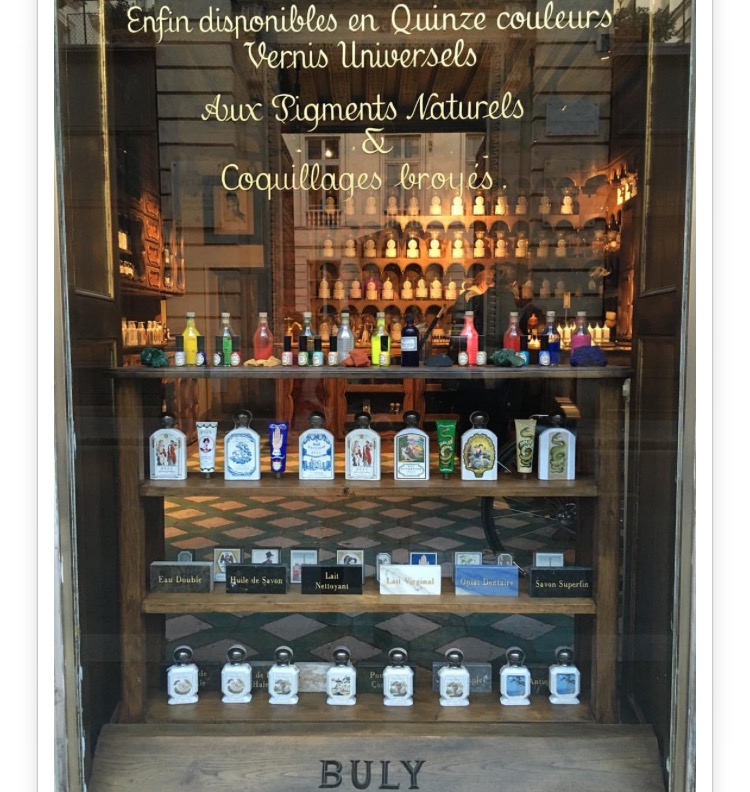 Enfin disponibles en Quinze couleurs
Vernis Universels
Aux Pigments Naturels
&
Coquillages broyés.
Eau Double
Huile de Savon
Lait
Nettoyant
Lait Virginal
Opiat Dentaire
Savon Superfin
BULY